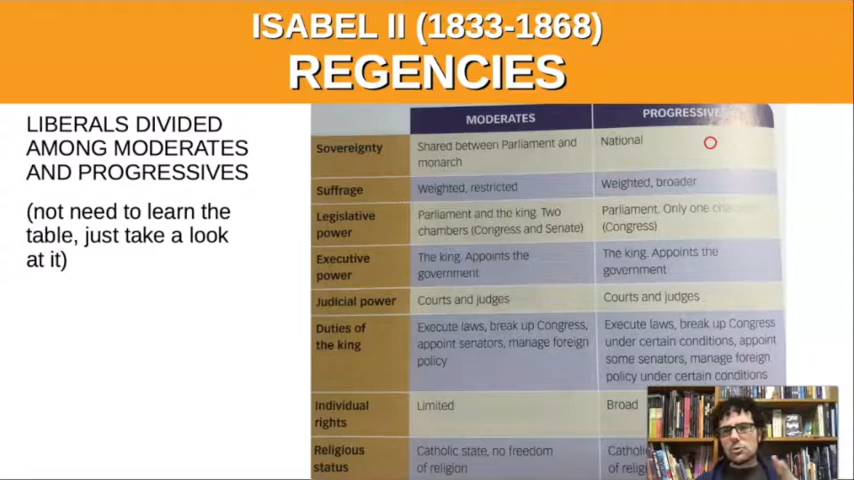 ISABEL II (1833-1868)
REGENCIES
LIBERALS DIVIDED
AMONG MODERATES
AND PROGRESSIVES
(not need to learn the
table, just take a look
at it)
MODERATES PROGRESSIVE
Sovereignty Shared between Parliament and National
monarch
Suffrage Weighted, restricted Weighted, broader
Legislative Parliament and the king. Two Parliament. Only one
power chambers (Congress and Senate) (Congress)
Executive The king. Appoints the The king. Appoints the
power government government
Judicial power Courts and judges Courts and judges
Duties of Execute laws, break up Congress, Execute laws, break up Congress
the king appoint senators, manage foreign under certain conditions, appoint
policy some senators, manage foreign
policy under certain conditions
Individual Limited Broad
rights
Religious Catholic state, no freedom
status of religion of